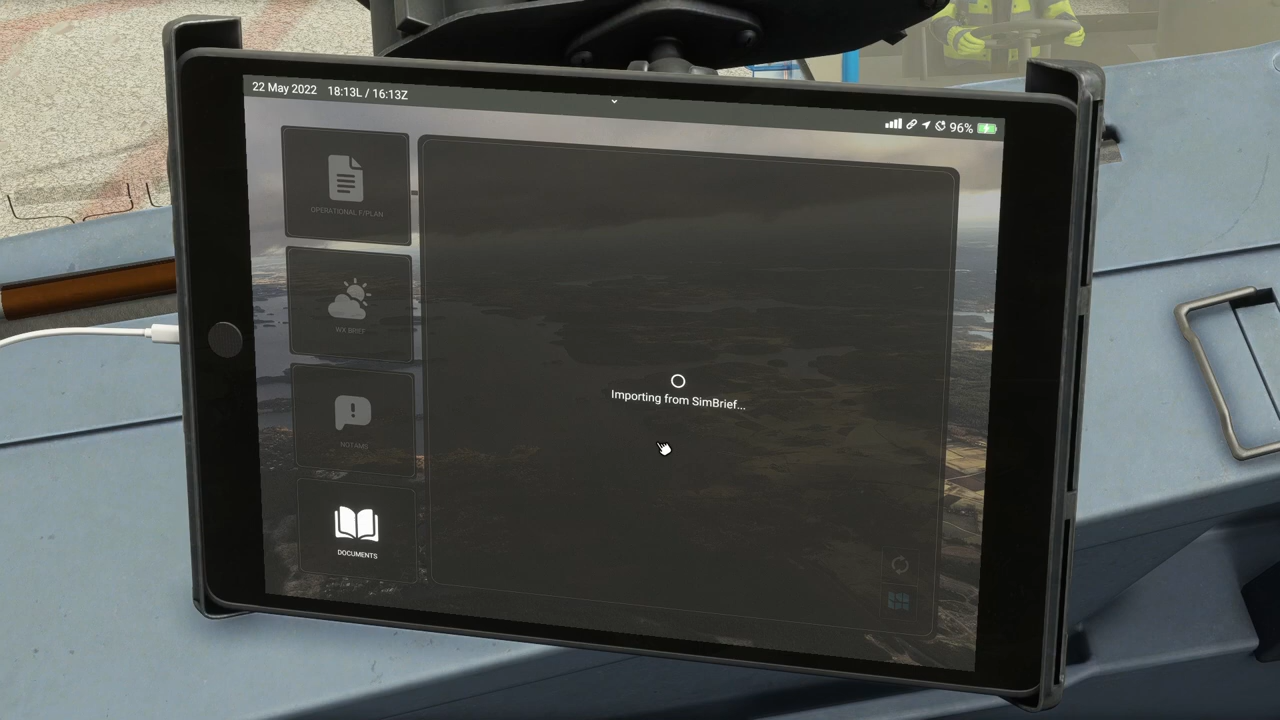 22 May 2022 18:13L / 16:13Z
96%
OPERATIONAL F/PLAN
WX BRIEF
NOTAMS
DOCUMENTS
Importing from SimBrief...